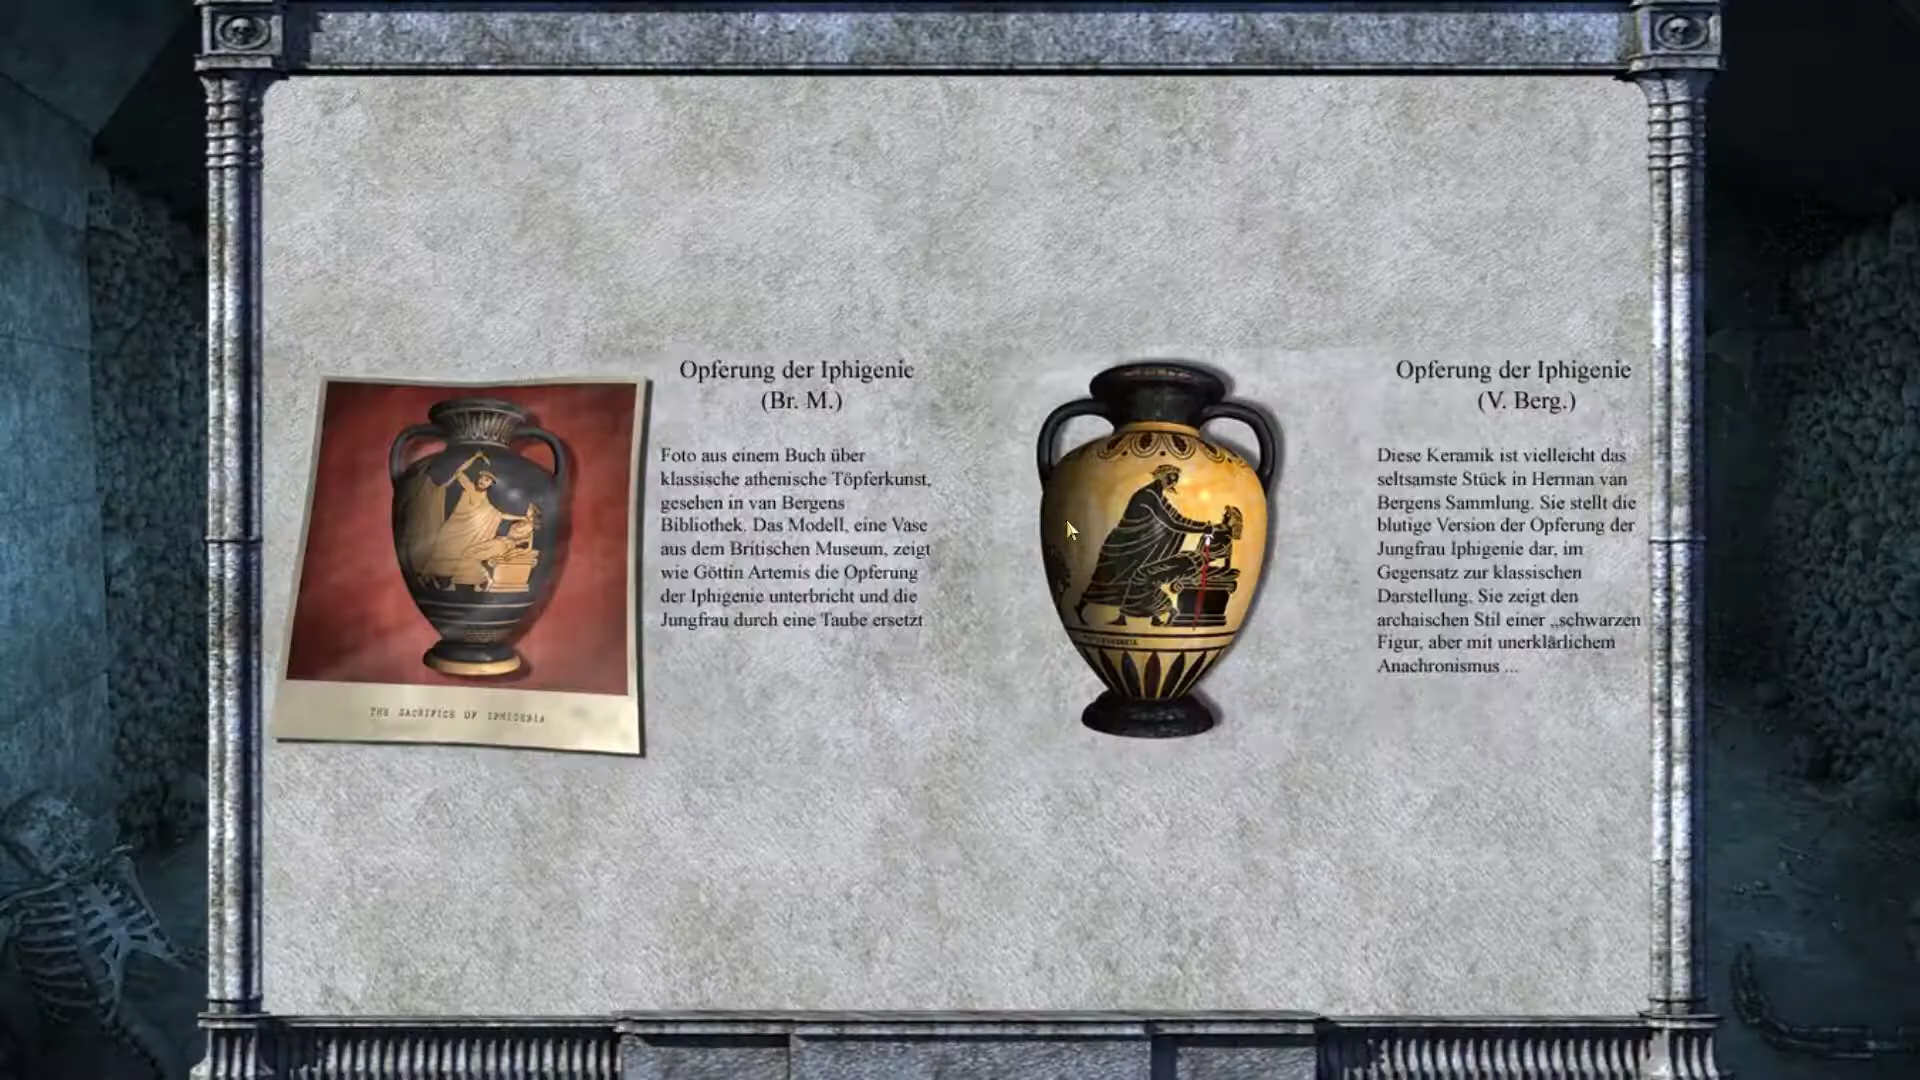 Opferung der Iphigenie
(Br. M.)
Foto aus einem Buch über
klassische athenische Töpferkunst,
gesehen in van Bergens
Bibliothek. Das Modell, eine Vase
aus dem Britischen Museum, zeigt
wie Göttin Artemis die Opferung
der Iphigenie unterbricht und die
Jungfrau durch eine Taube ersetzt
THE SACRIFICE OF IPHIGENIA
Opferung der Iphigenie
(V. Berg.)
Diese Keramik ist vielleicht das
seltsamste Stück in Herman van
Bergens Sammlung. Sie stellt die
blutige Version der Opferung der
Jungfrau Iphigenie dar, im
Gegensatz zur klassischen
Darstellung. Sie zeigt den
archaischen Stil einer „schwarzen
Figur, aber mit unerklärlichem
Anachronismus ...